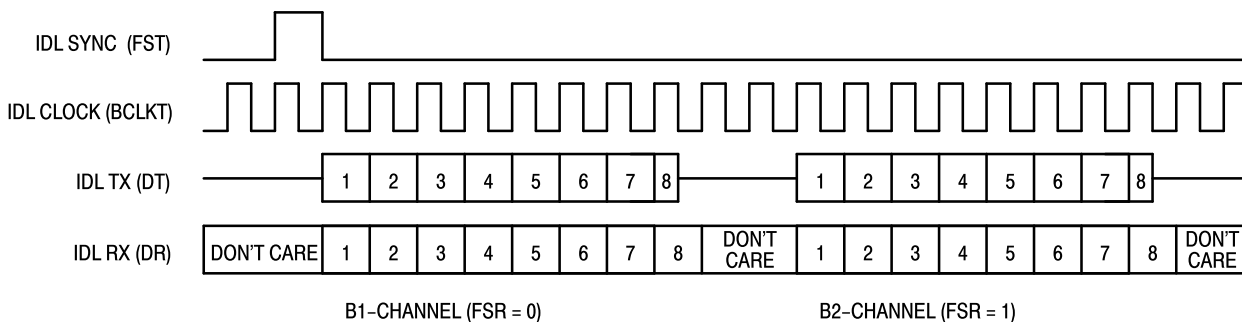 IDL SYNC (FST)
IDL CLOCK (BCLKT)
IDL TX (DT) 1 2 3 4 5 6 7 8 1 2 3 4 5 6 7 8
IDL RX (DR) DON'T CARE 1 2 3 4 5 6 7 8 DON'T CARE 1 2 3 4 5 6 7 8 DON'T CARE
B1–CHANNEL (FSR = 0) B2–CHANNEL (FSR = 1)